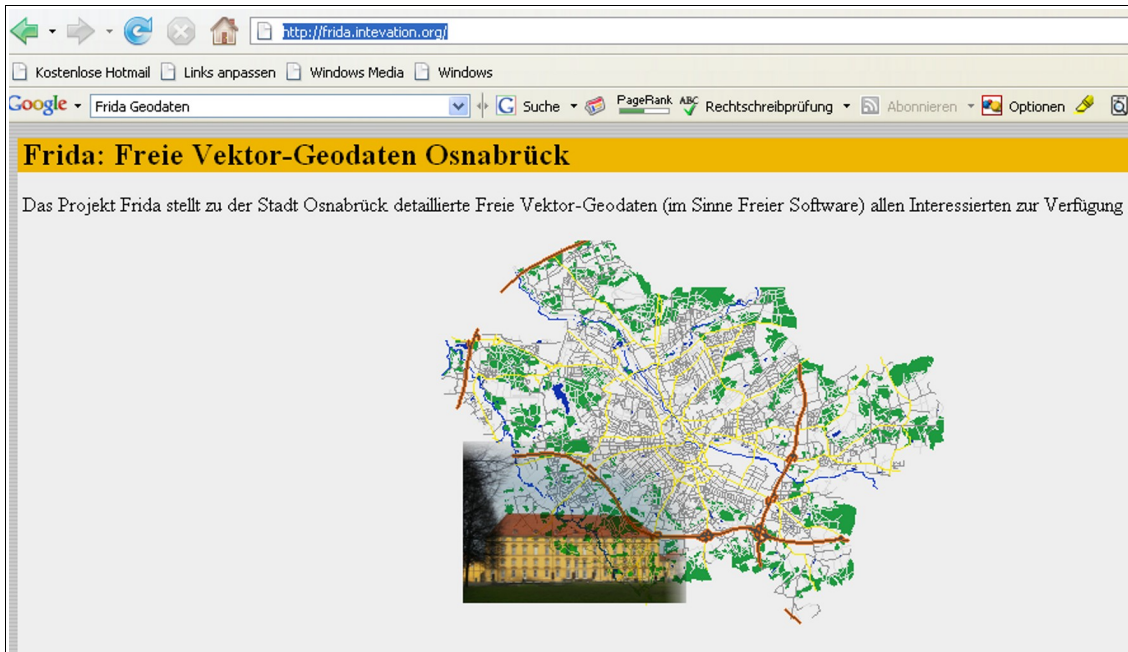 http://frida.intevation.org/
Kostenlose Hotmail Links anpassen Windows Media Windows
Google Frida Geodaten G Suche PageRank ABC Rechtschreibprüfung Abonnieren Optionen
Frida: Freie Vektor-Geodaten Osnabrück
Das Projekt Frida stellt zu der Stadt Osnabrück detaillierte Freie Vektor-Geodaten (im Sinne Freier Software) allen Interessierten zur Verfügung